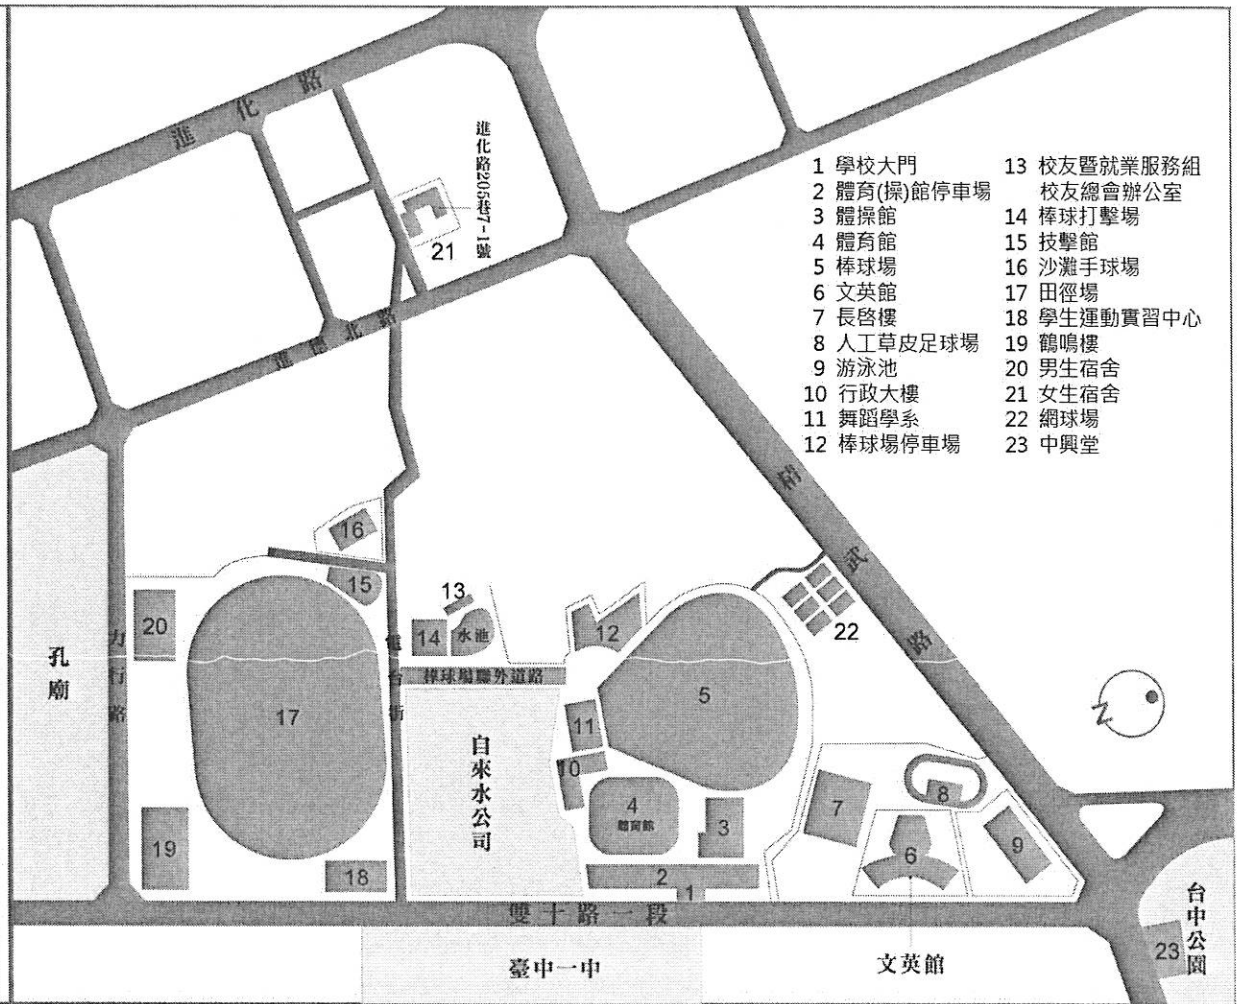 進化路
進化路205巷7-1號
21
進德北路
1 學校大門
2 體育(操)館停車場
3 體操館
4 體育館
5 棒球場
6 文英館
7 長啓樓
8 人工草皮足球場
9 游泳池
10 行政大樓
11 舞蹈學系
12 棒球場停車場
13 校友暨就業服務組
校友總會辦公室
14 棒球打擊場
15 技擊館
16 沙灘手球場
17 田徑場
18 學生運動實習中心
19 鶴鳴樓
20 男生宿舍
21 女生宿舍
22 網球場
23 中興堂
精武路
16
15
13
14
水池
12
22
20
孔廟
力行路
電台街
棒球場聯外道路
17
5
11
自來水公司
10
4
體育館
3
7
8
6
9
19
18
2
1
雙十路一段
臺中一中
文英館
台中公園
23
N